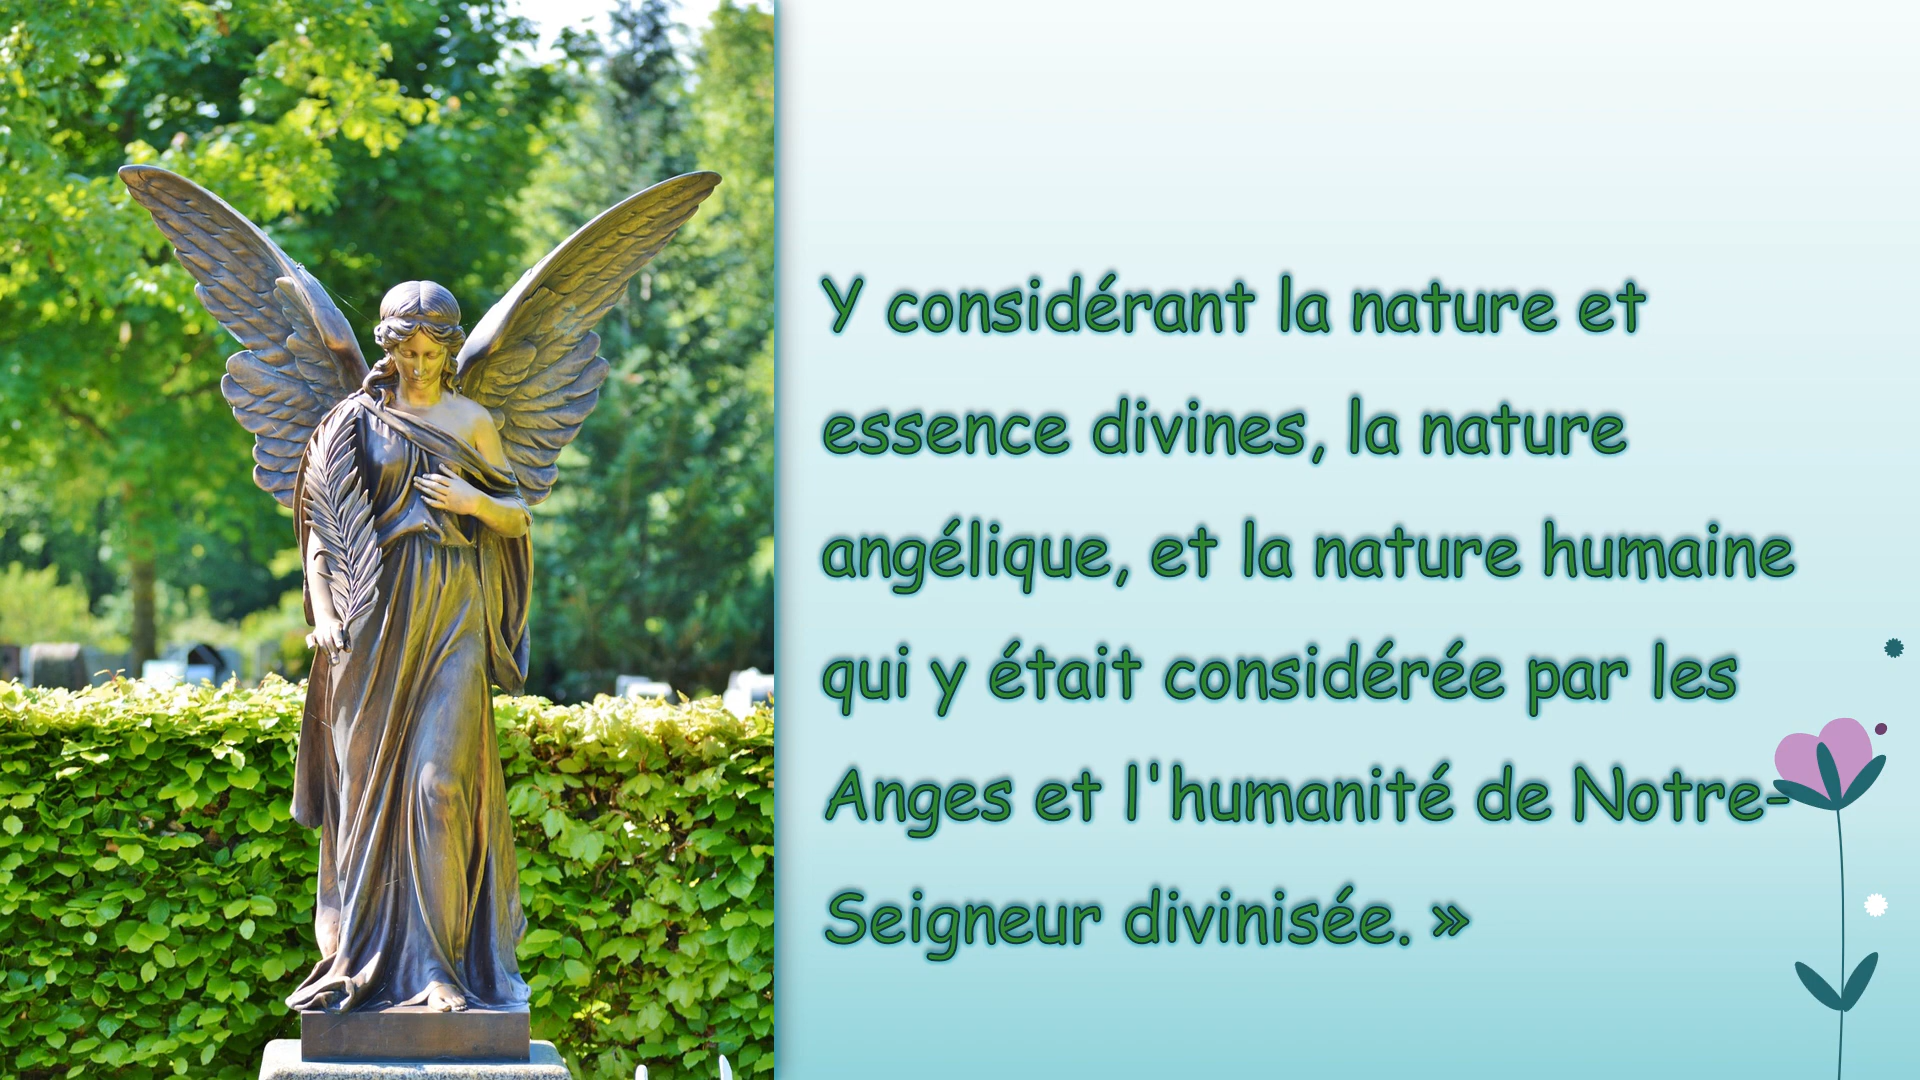 Y considérant la nature et
essence divines, la nature
angélique, et la nature humaine
qui y était considérée par les
Anges et l'humanité de Notre-
Seigneur divinisée. »